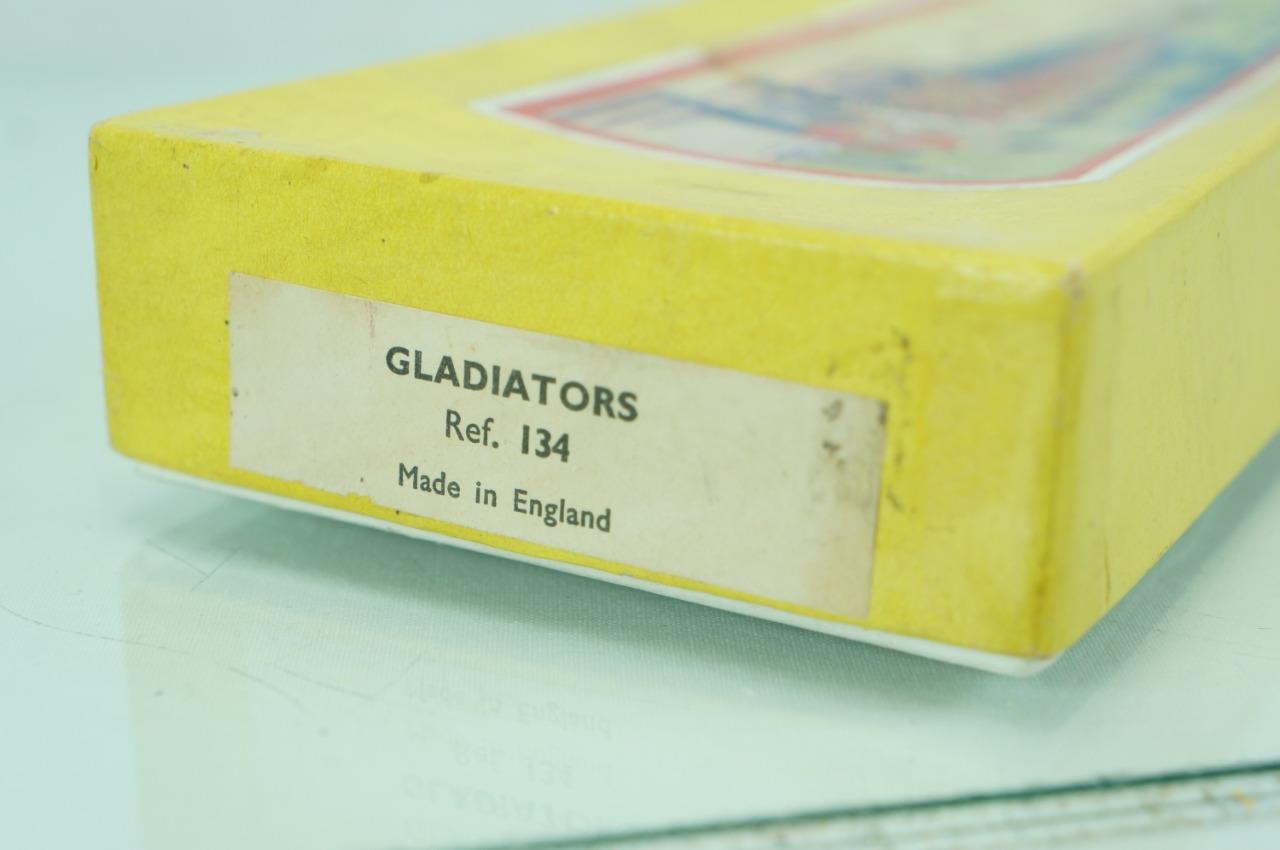 GLADIATORS
Ref. 134
Made in England